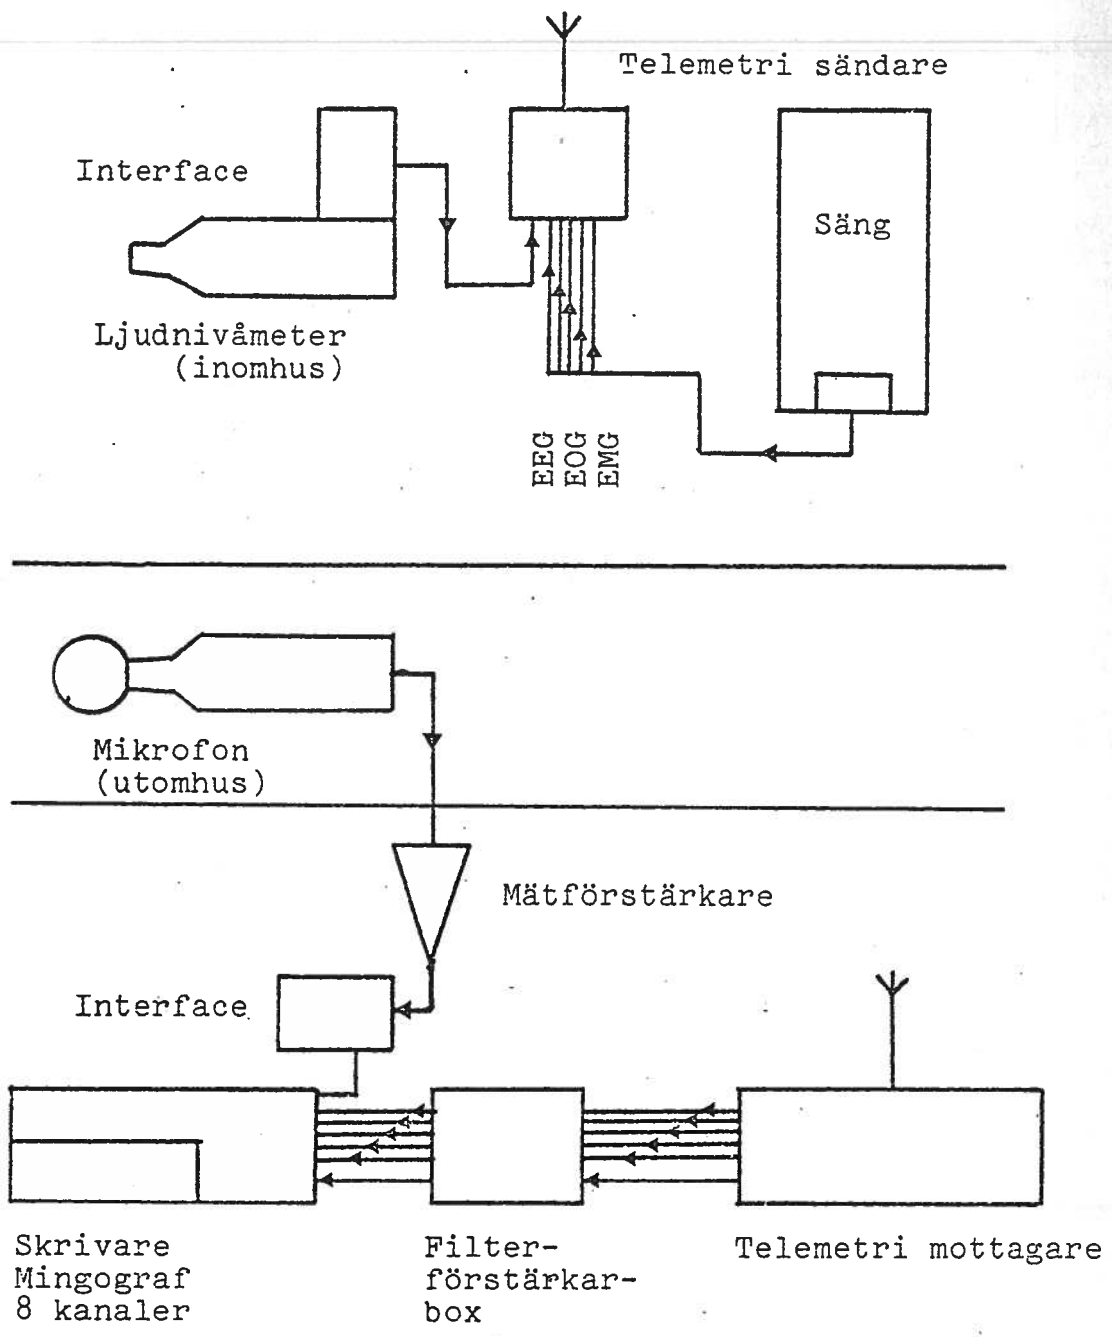 Telemetri sändare
Interface
Säng
Ljudnivåmeter
(inomhus)
EEG
EOG
EMG
Mikrofon
(utomhus)
Mätförstärkare
Interface
Skrivare
Mingograf
8 kanaler
Filter-
förstärkar-
box
Telemetri mottagare